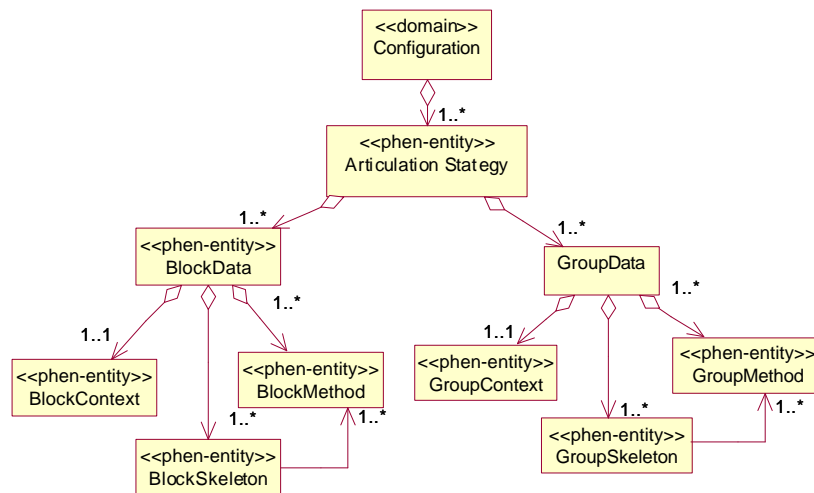 <<domain>>
Configuration
1..*
<<phen-entity>>
Articulation Stategy
1..*
1..*
<<phen-entity>>
BlockData
GroupData
1..*
1..*
1..1
1..1
<<phen-entity>>
BlockContext
<<phen-entity>>
BlockMethod
<<phen-entity>>
GroupContext
<<phen-entity>>
GroupMethod
1..*
1..*
1..*
1..*
<<phen-entity>>
BlockSkeleton
<<phen-entity>>
GroupSkeleton